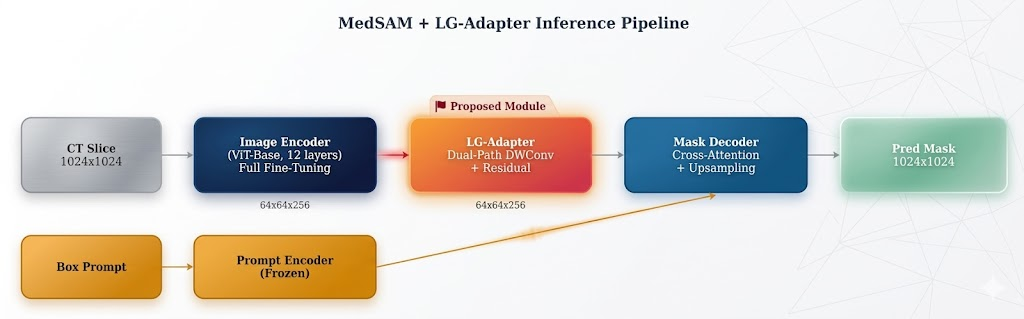 MedSAM + LG-Adapter Inference Pipeline
Proposed Module
CT Slice
1024x1024
Image Encoder
(ViT-Base, 12 layers)
Full Fine-Tuning
64x64x256
LG-Adapter
Dual-Path DWConv
+ Residual
64x64x256
Mask Decoder
Cross-Attention
+ Upsampling
Pred Mask
1024x1024
Box Prompt
Prompt Encoder
(Frozen)